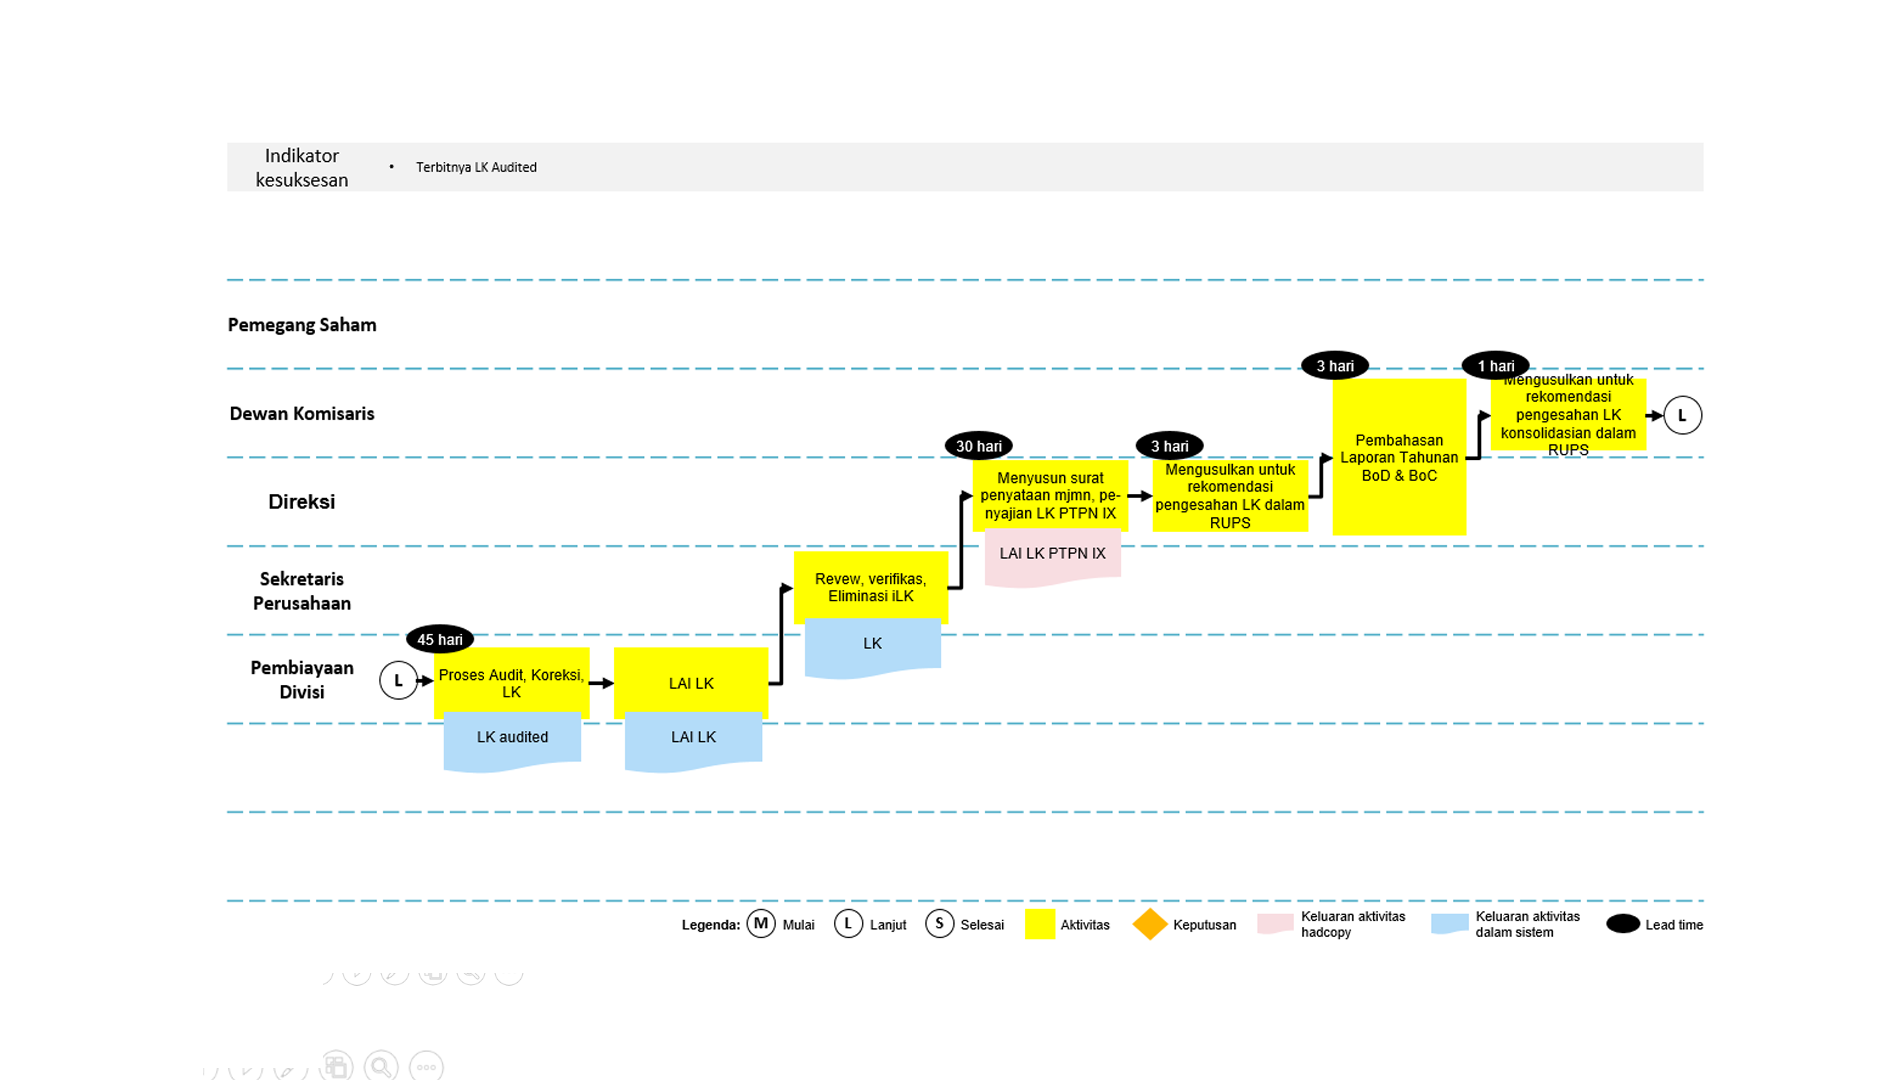 Indikator
kesuksesan
• Terbitnya LK Audited
Pemegang Saham
3 hari
1 hari
Dewan Komisaris
Mengusulkan untuk
rekomendasi
pengesahan LK
konsolidasian dalam
RUPS
L
30 hari
3 hari
Pembahasan
Laporan Tahunan
BoD & BoC
Direksi
Menyusun surat
penyataan mjmn, pe-
nyajian LK PTPN IX
Mengusulkan untuk
rekomendasi
pengesahan LK dalam
RUPS
LAI LK PTPN IX
Sekretaris
Perusahaan
Revew, verifikas,
Eliminasi iLK
LK
45 hari
Pembiayaan
Divisi
L
Proses Audit, Koreksi,
LK
LAI LK
LK audited
LAI LK
Legenda: M Mulai L Lanjut S Selesai Aktivitas Keputusan
Keluaran aktivitas
hadcopy
Keluaran aktivitas
dalam sistem
Lead time